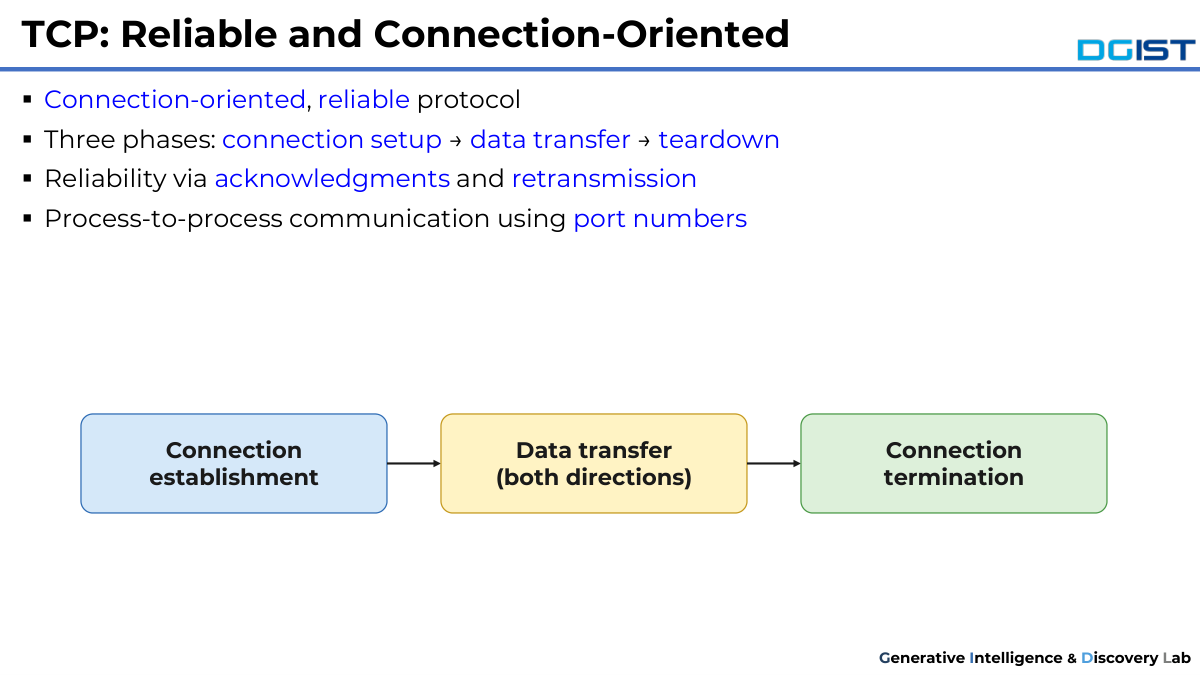 TCP: Reliable and Connection-Oriented
DGIST
▪ Connection-oriented, reliable protocol
▪ Three phases: connection setup → data transfer → teardown
▪ Reliability via acknowledgments and retransmission
▪ Process-to-process communication using port numbers
Connection
establishment
Data transfer
(both directions)
Connection
termination
Generative Intelligence & Discovery Lab